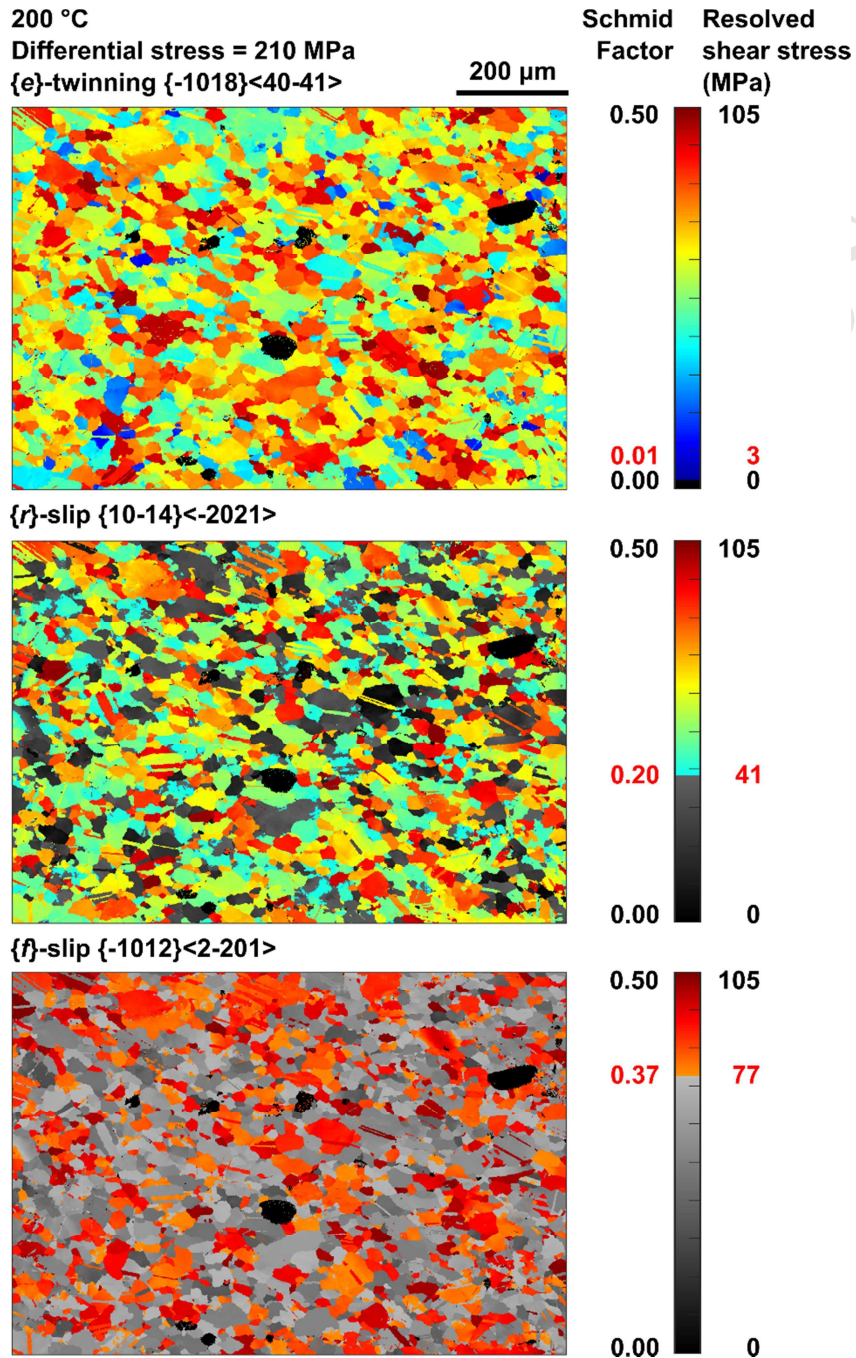 200 °C
Differential stress = 210 MPa
{e}-twinning {-1018}<40-41>
200 µm
Schmid Factor
Resolved shear stress (MPa)
0.50 105
0.01 3
0.00 0
{r}-slip {10-14}<-2021>
0.50 105
0.20 41
0.00 0
{f}-slip {-1012}<2-201>
0.50 105
0.37 77
0.00 0